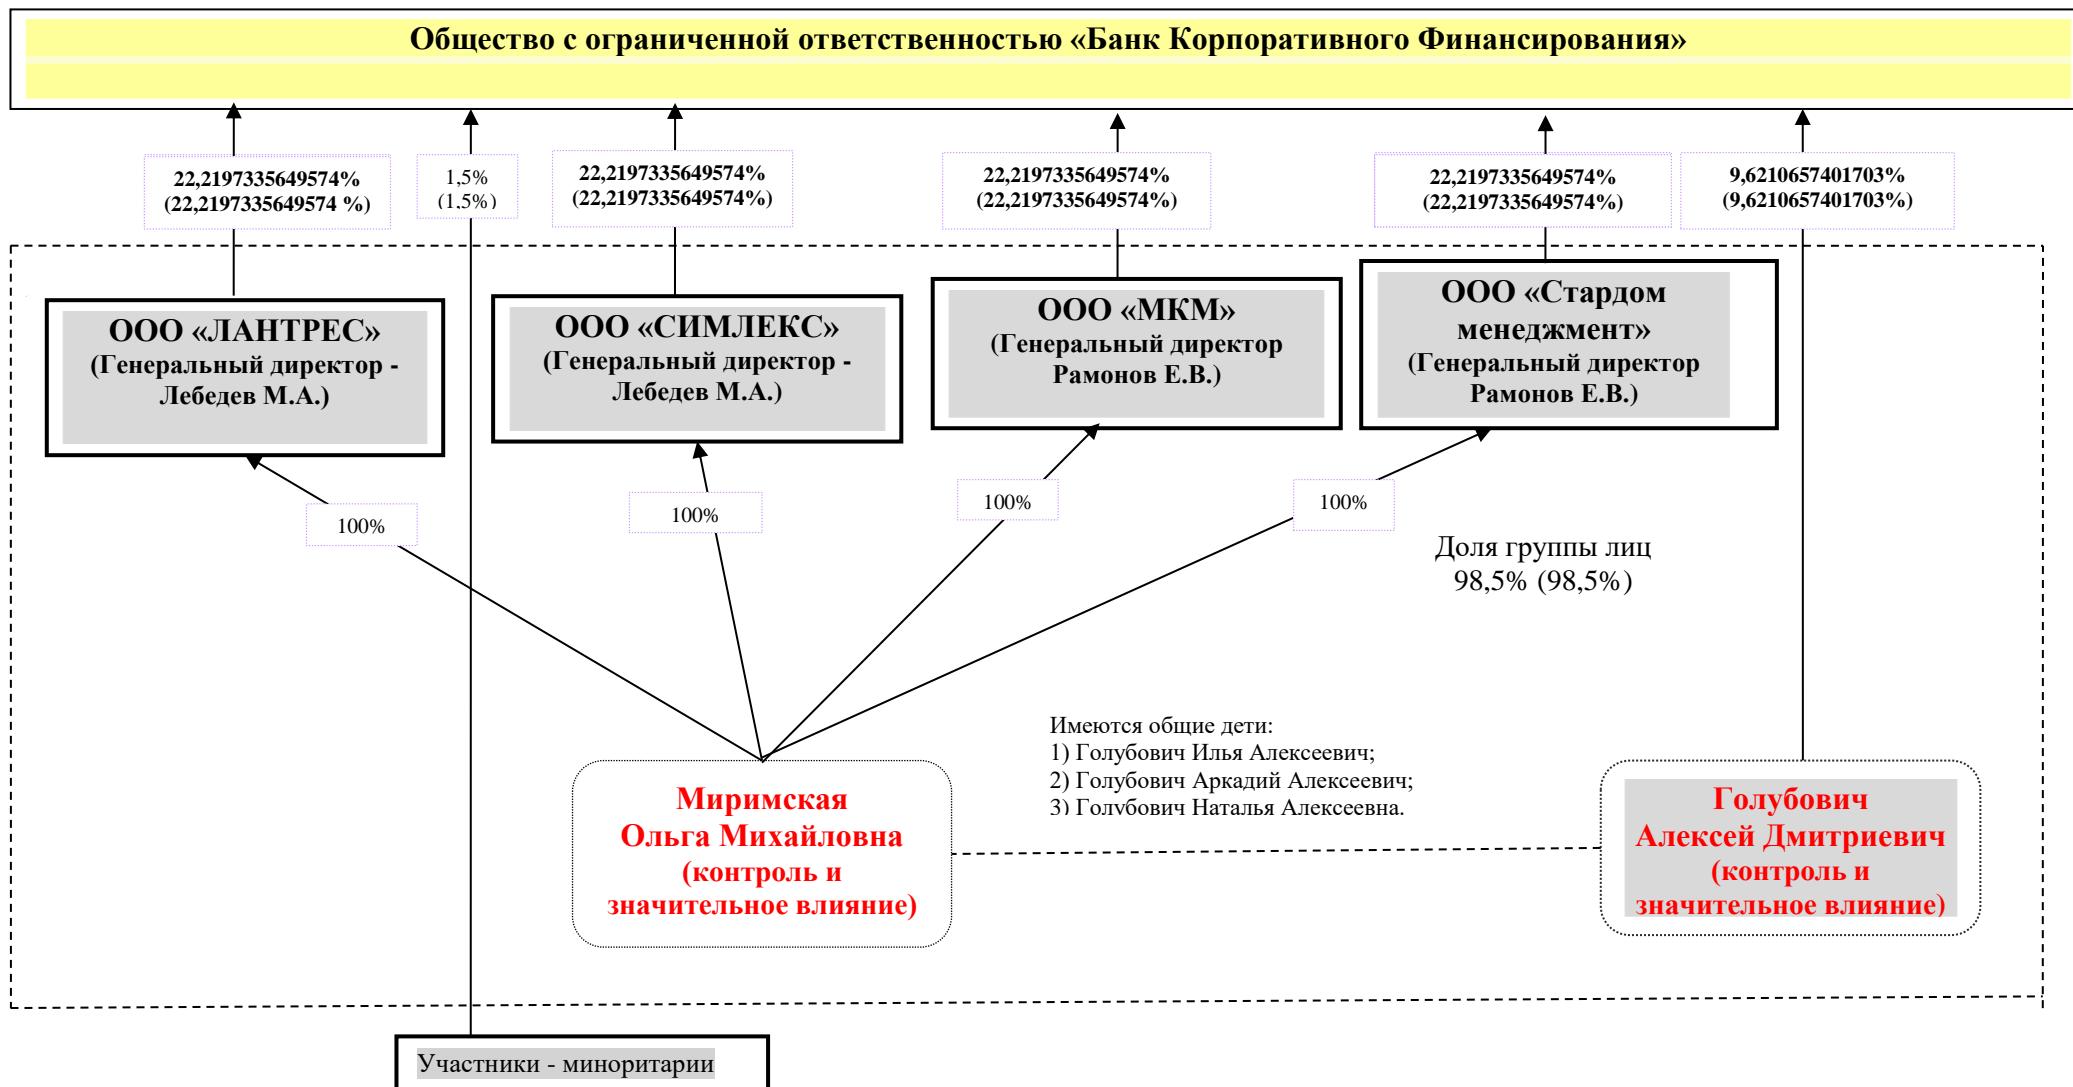 Общество с ограниченной ответственностью «Банк Корпоративного Финансирования»
22,2197335649574%
(22,2197335649574 %)
1,5%
(1,5%)
22,2197335649574%
(22,2197335649574%)
22,2197335649574%
(22,2197335649574%)
22,2197335649574%
(22,2197335649574%)
9,6210657401703%
(9,6210657401703%)
ООО «ЛАНТРЕС»
(Генеральный директор -
Лебедев М.А.)
ООО «СИМЛЕКС»
(Генеральный директор -
Лебедев М.А.)
ООО «МКМ»
(Генеральный директор
Рамонов Е.В.)
ООО «Стардом
менеджмент»
(Генеральный директор
Рамонов Е.В.)
100%
100%
100%
100%
Доля группы лиц
98,5% (98,5%)
Имеются общие дети:
1) Голубович Илья Алексеевич;
2) Голубович Аркадий Алексеевич;
3) Голубович Наталья Алексеевна.
Миримская
Ольга Михайловна
(контроль и
значительное влияние)
Голубович
Алексей Дмитриевич
(контроль и
значительное влияние)
Участники - миноритарии